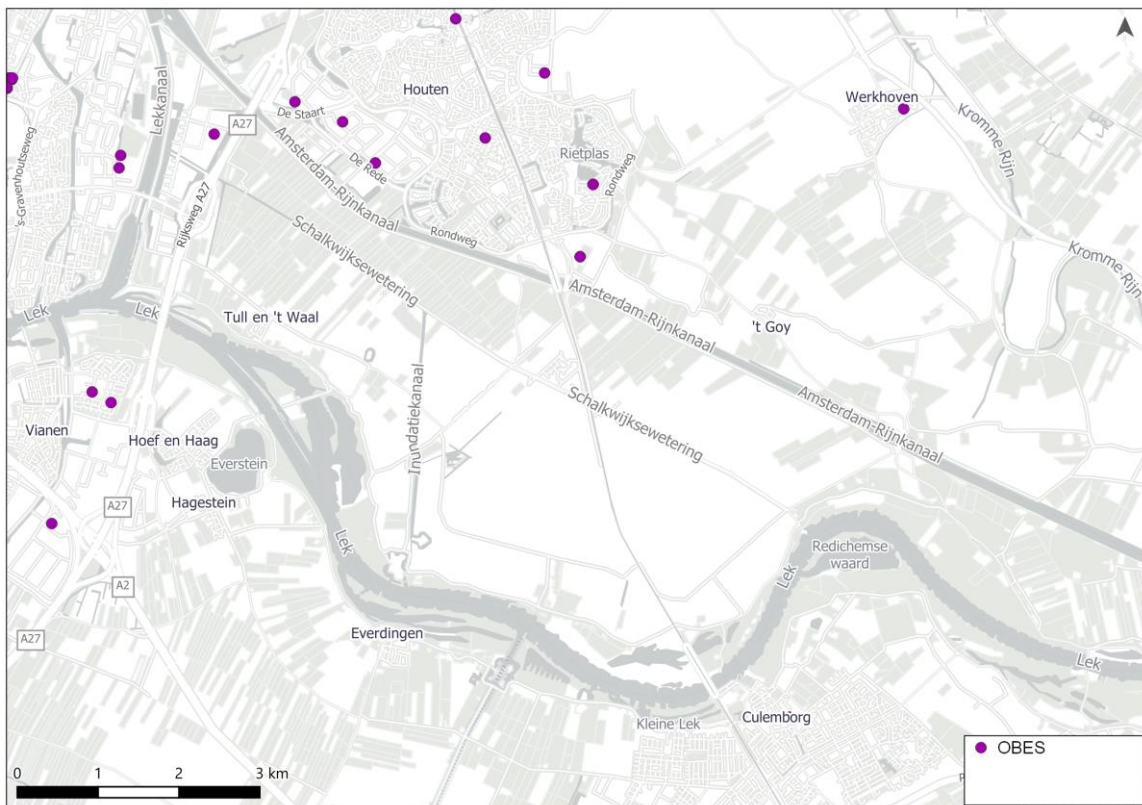 Houten
Werkhoven
De Staart
A27
Lekkanaal
's-Gravenhoutseweg
Kromme-Rijn
Rietplas
De Rede
Rondweg
Amsterdam-Rijnkanaal
Rijksweg A27
Rondweg
Schalkwijksewetering
Kromme-Rijn
Amsterdam-Rijnkanaal
Lek
Lek
Tull en 't Waal
't Goy
Inundatiekanaal
Schalkwijksewetering
Amsterdam-Rijnkanaal
Vianen
Hoef en Haag
Everstein
Hagestein
A27
Lek
Redichemse
waard
Lek
A2
A27
Everdingen
Lek
Kleine Lek
Culemborg
OBES
0 1 2 3 km